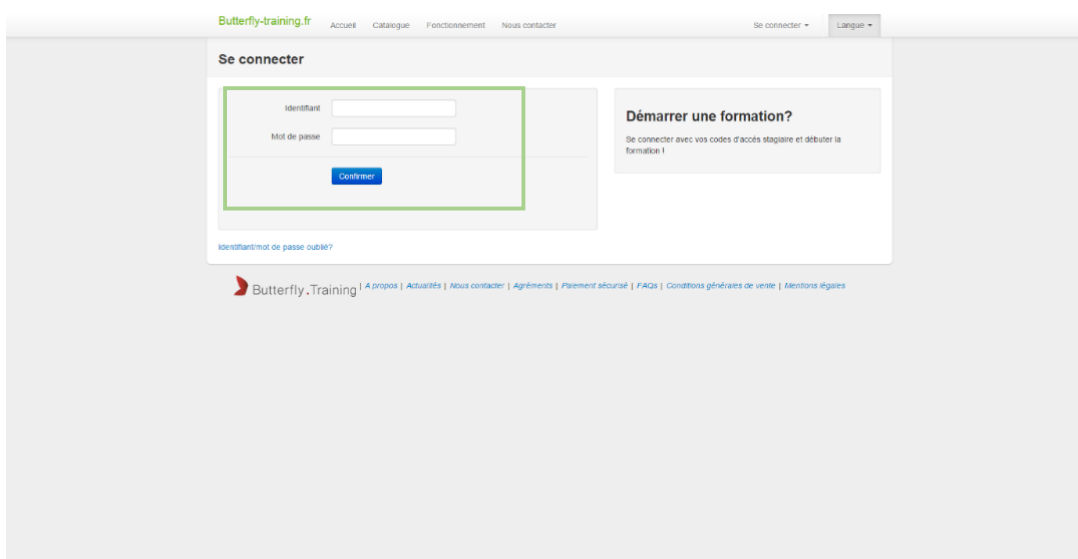 Butterfly-training.fr Accueil Catalogue Fonctionnement Nous contacter Se connecter Langue
Se connecter
Identifiant
Mot de passe
Confirmer
Démarrer une formation?
Se connecter avec vos codes d'accés stagiaire et débuter la
formation !
Identifiant/mot de passe oublié?
Butterfly.Training | A propos | Actualités | Nous contacter | Agréments | Paiement sécurisé | FAQs | Conditions générales de vente | Mentions légales